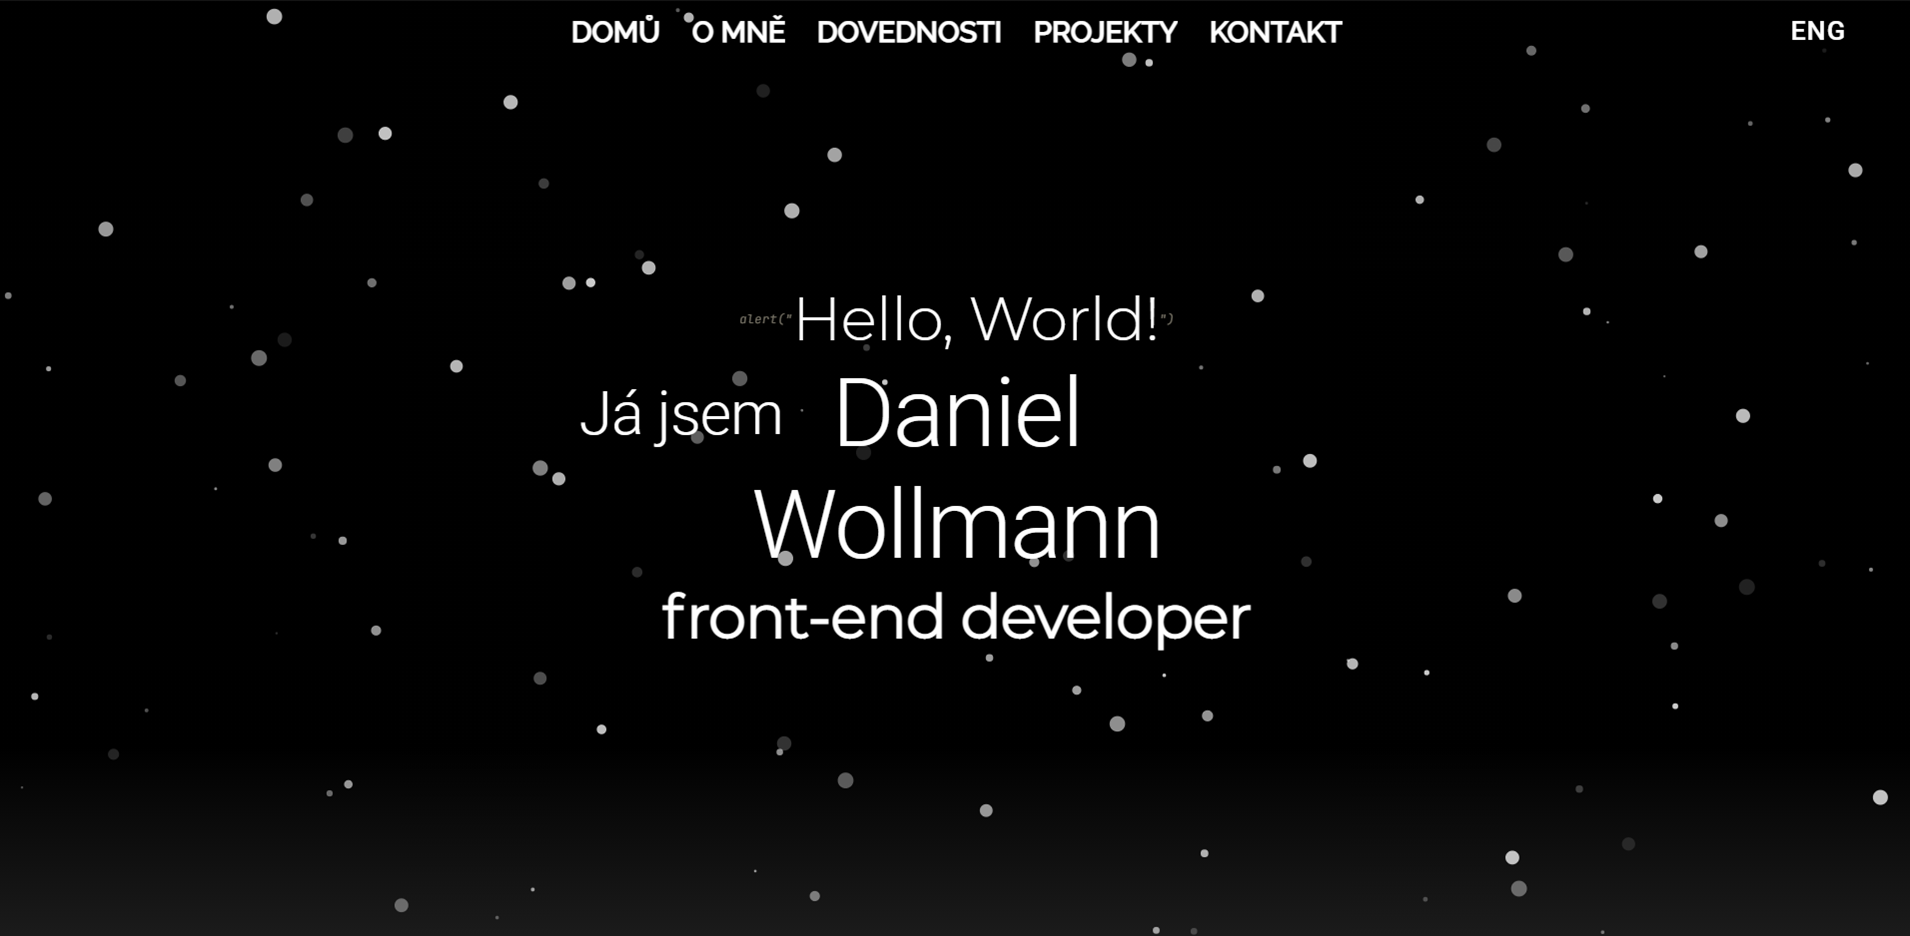 DOMŮ O MNĚ DOVEDNOSTI PROJEKTY KONTAKT ENG
alert("Hello, World!")
Já jsem Daniel
Wollmann
front-end developer